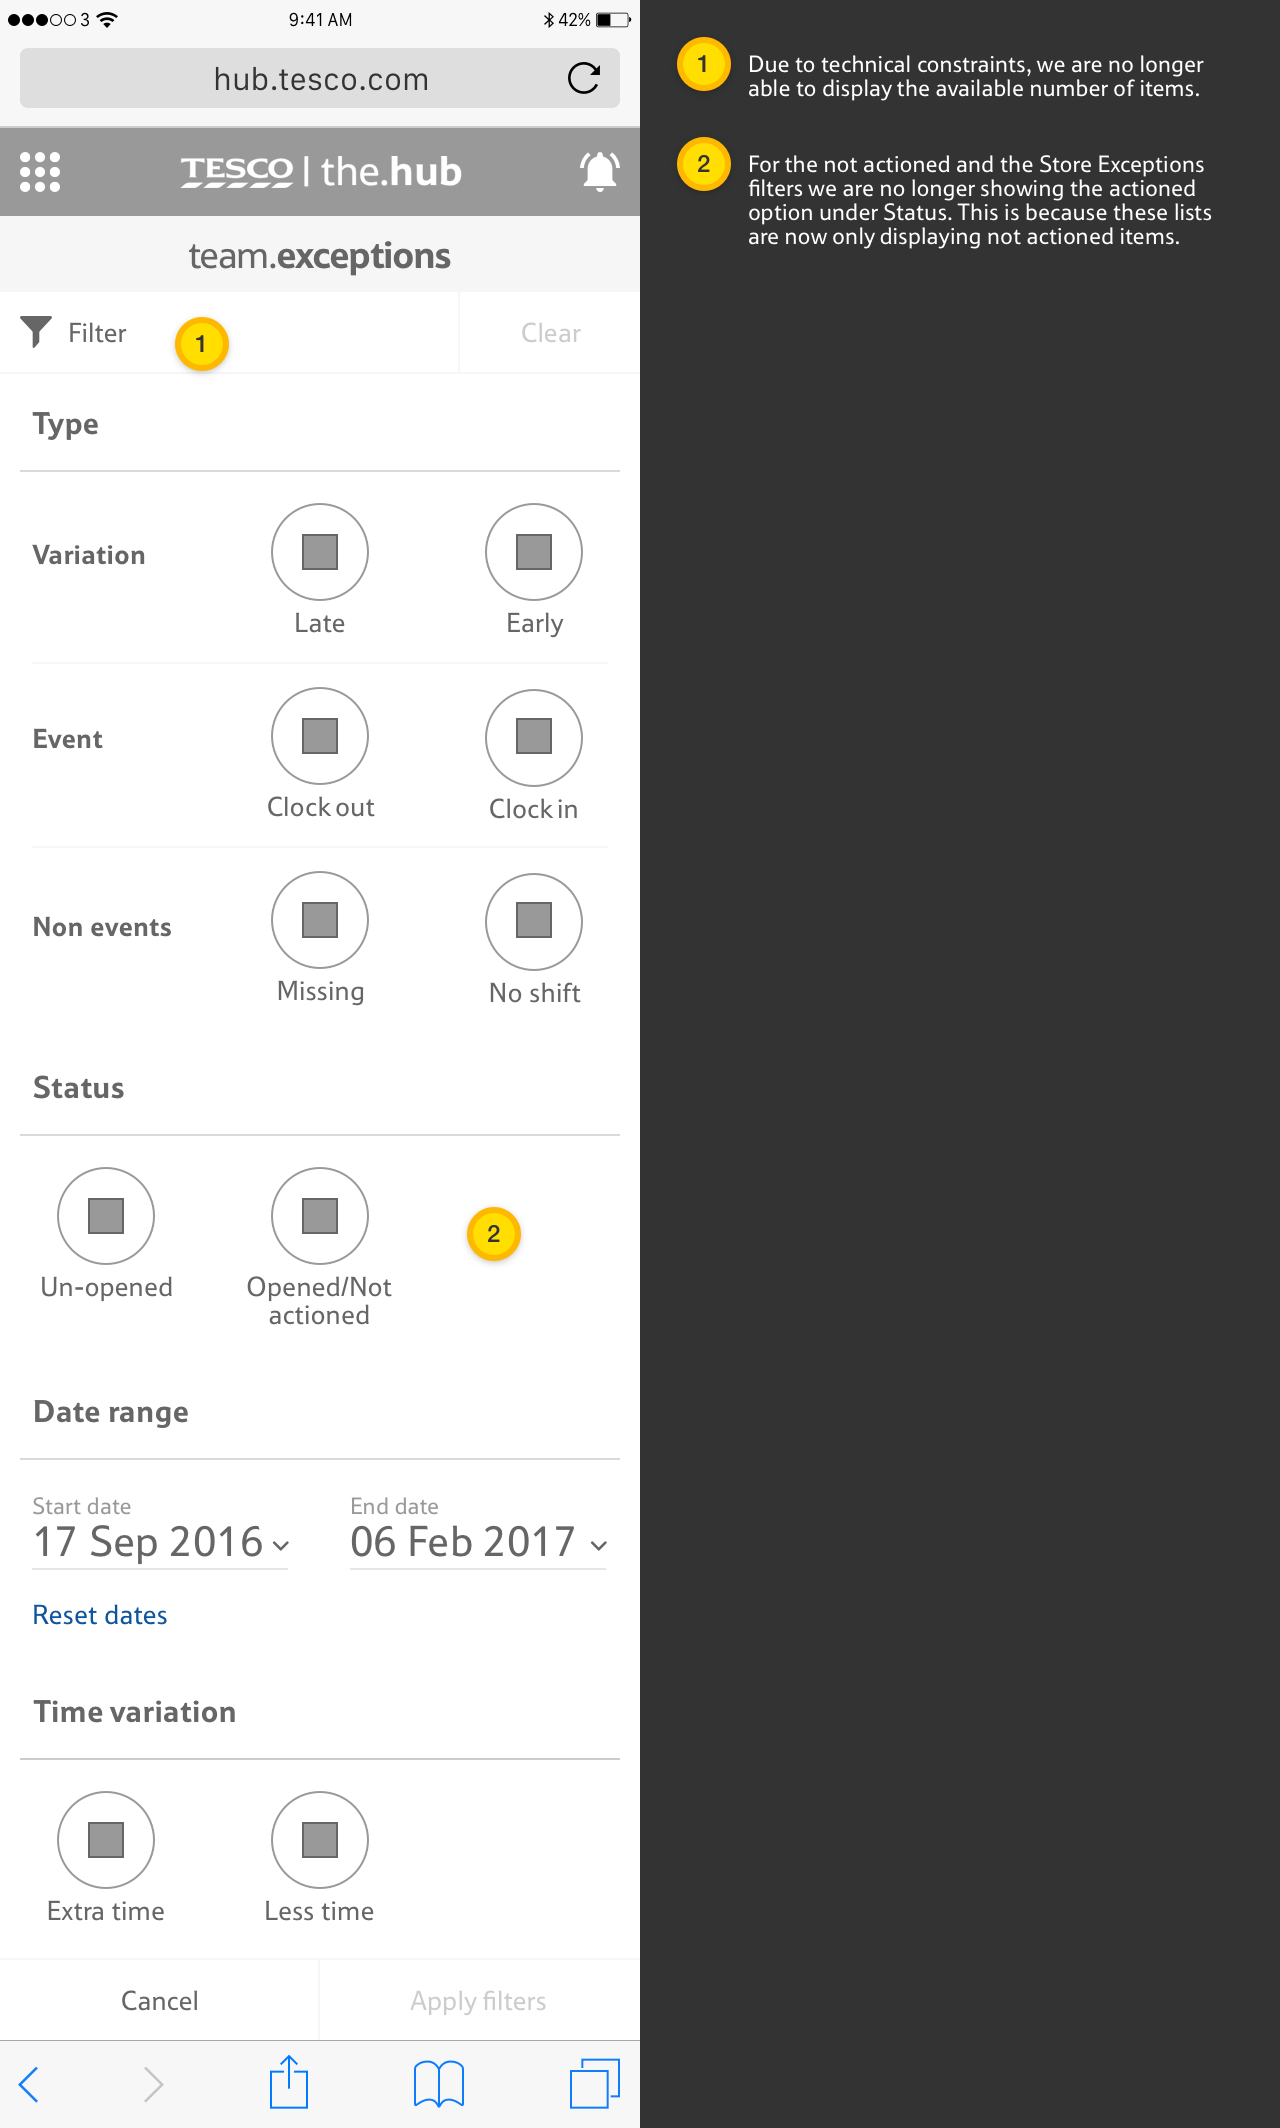 3 9:41 AM 42%
hub.tesco.com
TESCO | the.hub
team.exceptions
Filter 1 Clear
Type
Variation
Late Early
Event
Clock out Clock in
Non events
Missing No shift
Status
2
Un-opened Opened/Not
actioned
Date range
Start date End date
17 Sep 2016 06 Feb 2017
Reset dates
Time variation
Extra time Less time
Cancel Apply filters
1 Due to technical constraints, we are no longer
able to display the available number of items.
2 For the not actioned and the Store Exceptions
filters we are no longer showing the actioned
option under Status. This is because these lists
are now only displaying not actioned items.